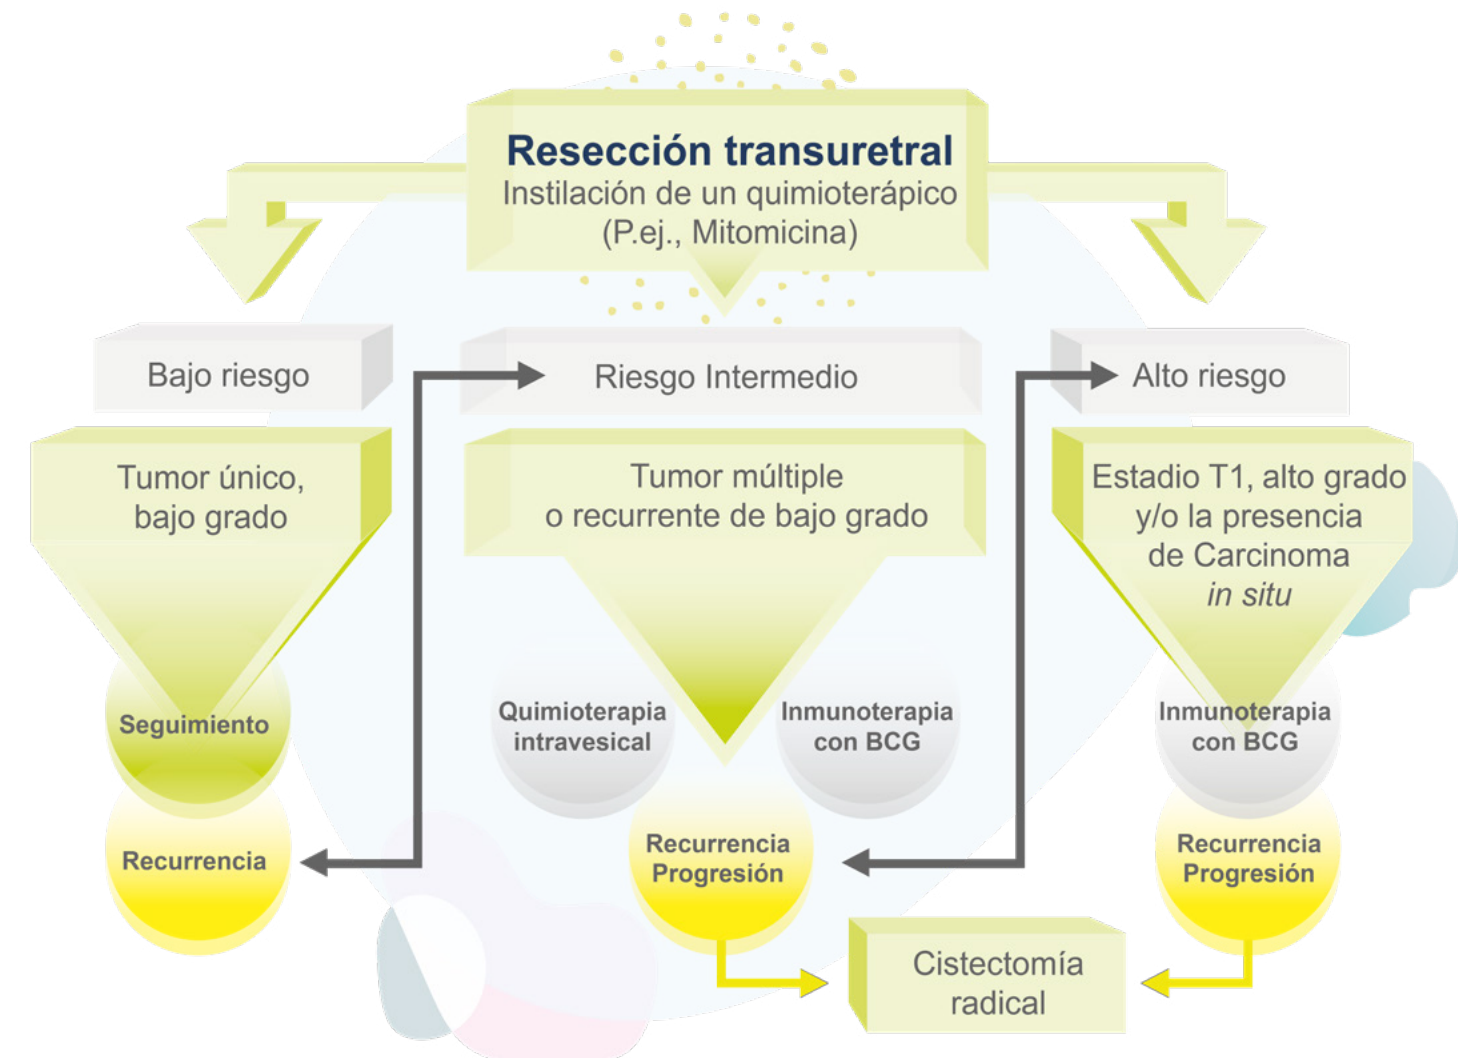 Resección transuretral
Instilación de un quimioterápico
(P.ej., Mitomicina)
Bajo riesgo
Riesgo Intermedio
Alto riesgo
Tumor único,
bajo grado
Tumor múltiple
o recurrente de bajo grado
Estadio T1, alto grado
y/o la presencia
de Carcinoma
in situ
Seguimiento
Quimioterapia
intravesical
Inmunoterapia
con BCG
Inmunoterapia
con BCG
Recurrencia
Recurrencia
Progresión
Recurrencia
Progresión
Cistectomía
radical